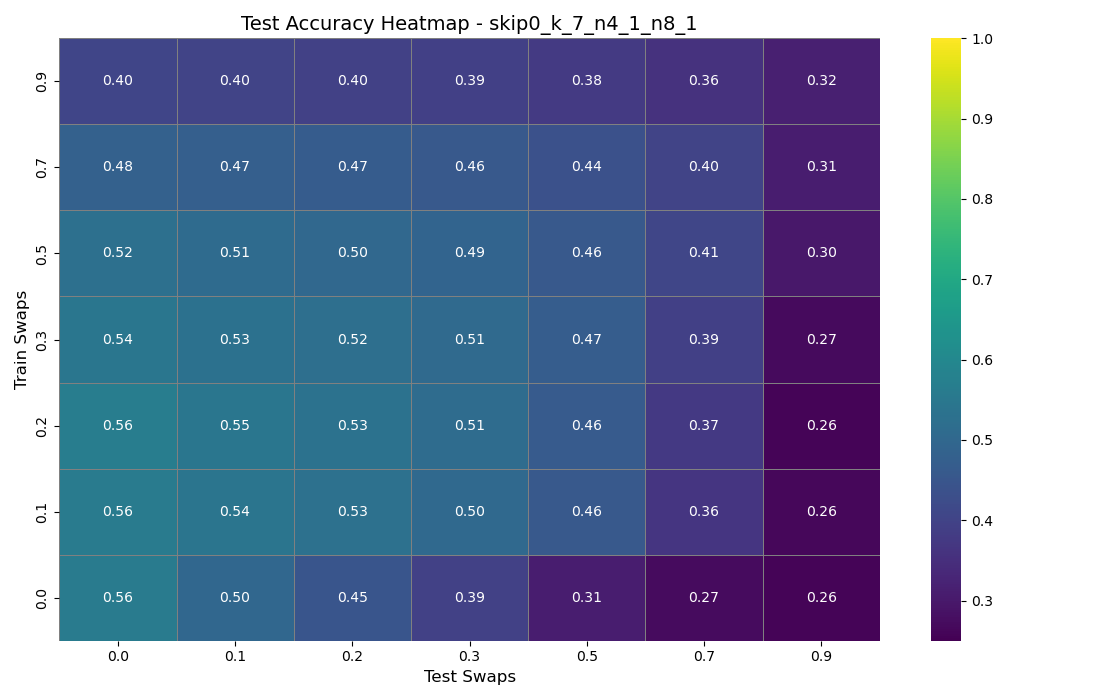 Test Accuracy Heatmap - skip0_k_7_n4_1_n8_1
Train Swaps
0.9 0.40 0.40 0.40 0.39 0.38 0.36 0.32
0.7 0.48 0.47 0.47 0.46 0.44 0.40 0.31
0.5 0.52 0.51 0.50 0.49 0.46 0.41 0.30
0.3 0.54 0.53 0.52 0.51 0.47 0.39 0.27
0.2 0.56 0.55 0.53 0.51 0.46 0.37 0.26
0.1 0.56 0.54 0.53 0.50 0.46 0.36 0.26
0.0 0.56 0.50 0.45 0.39 0.31 0.27 0.26
0.0 0.1 0.2 0.3 0.5 0.7 0.9
Test Swaps
1.0
0.9
0.8
0.7
0.6
0.5
0.4
0.3